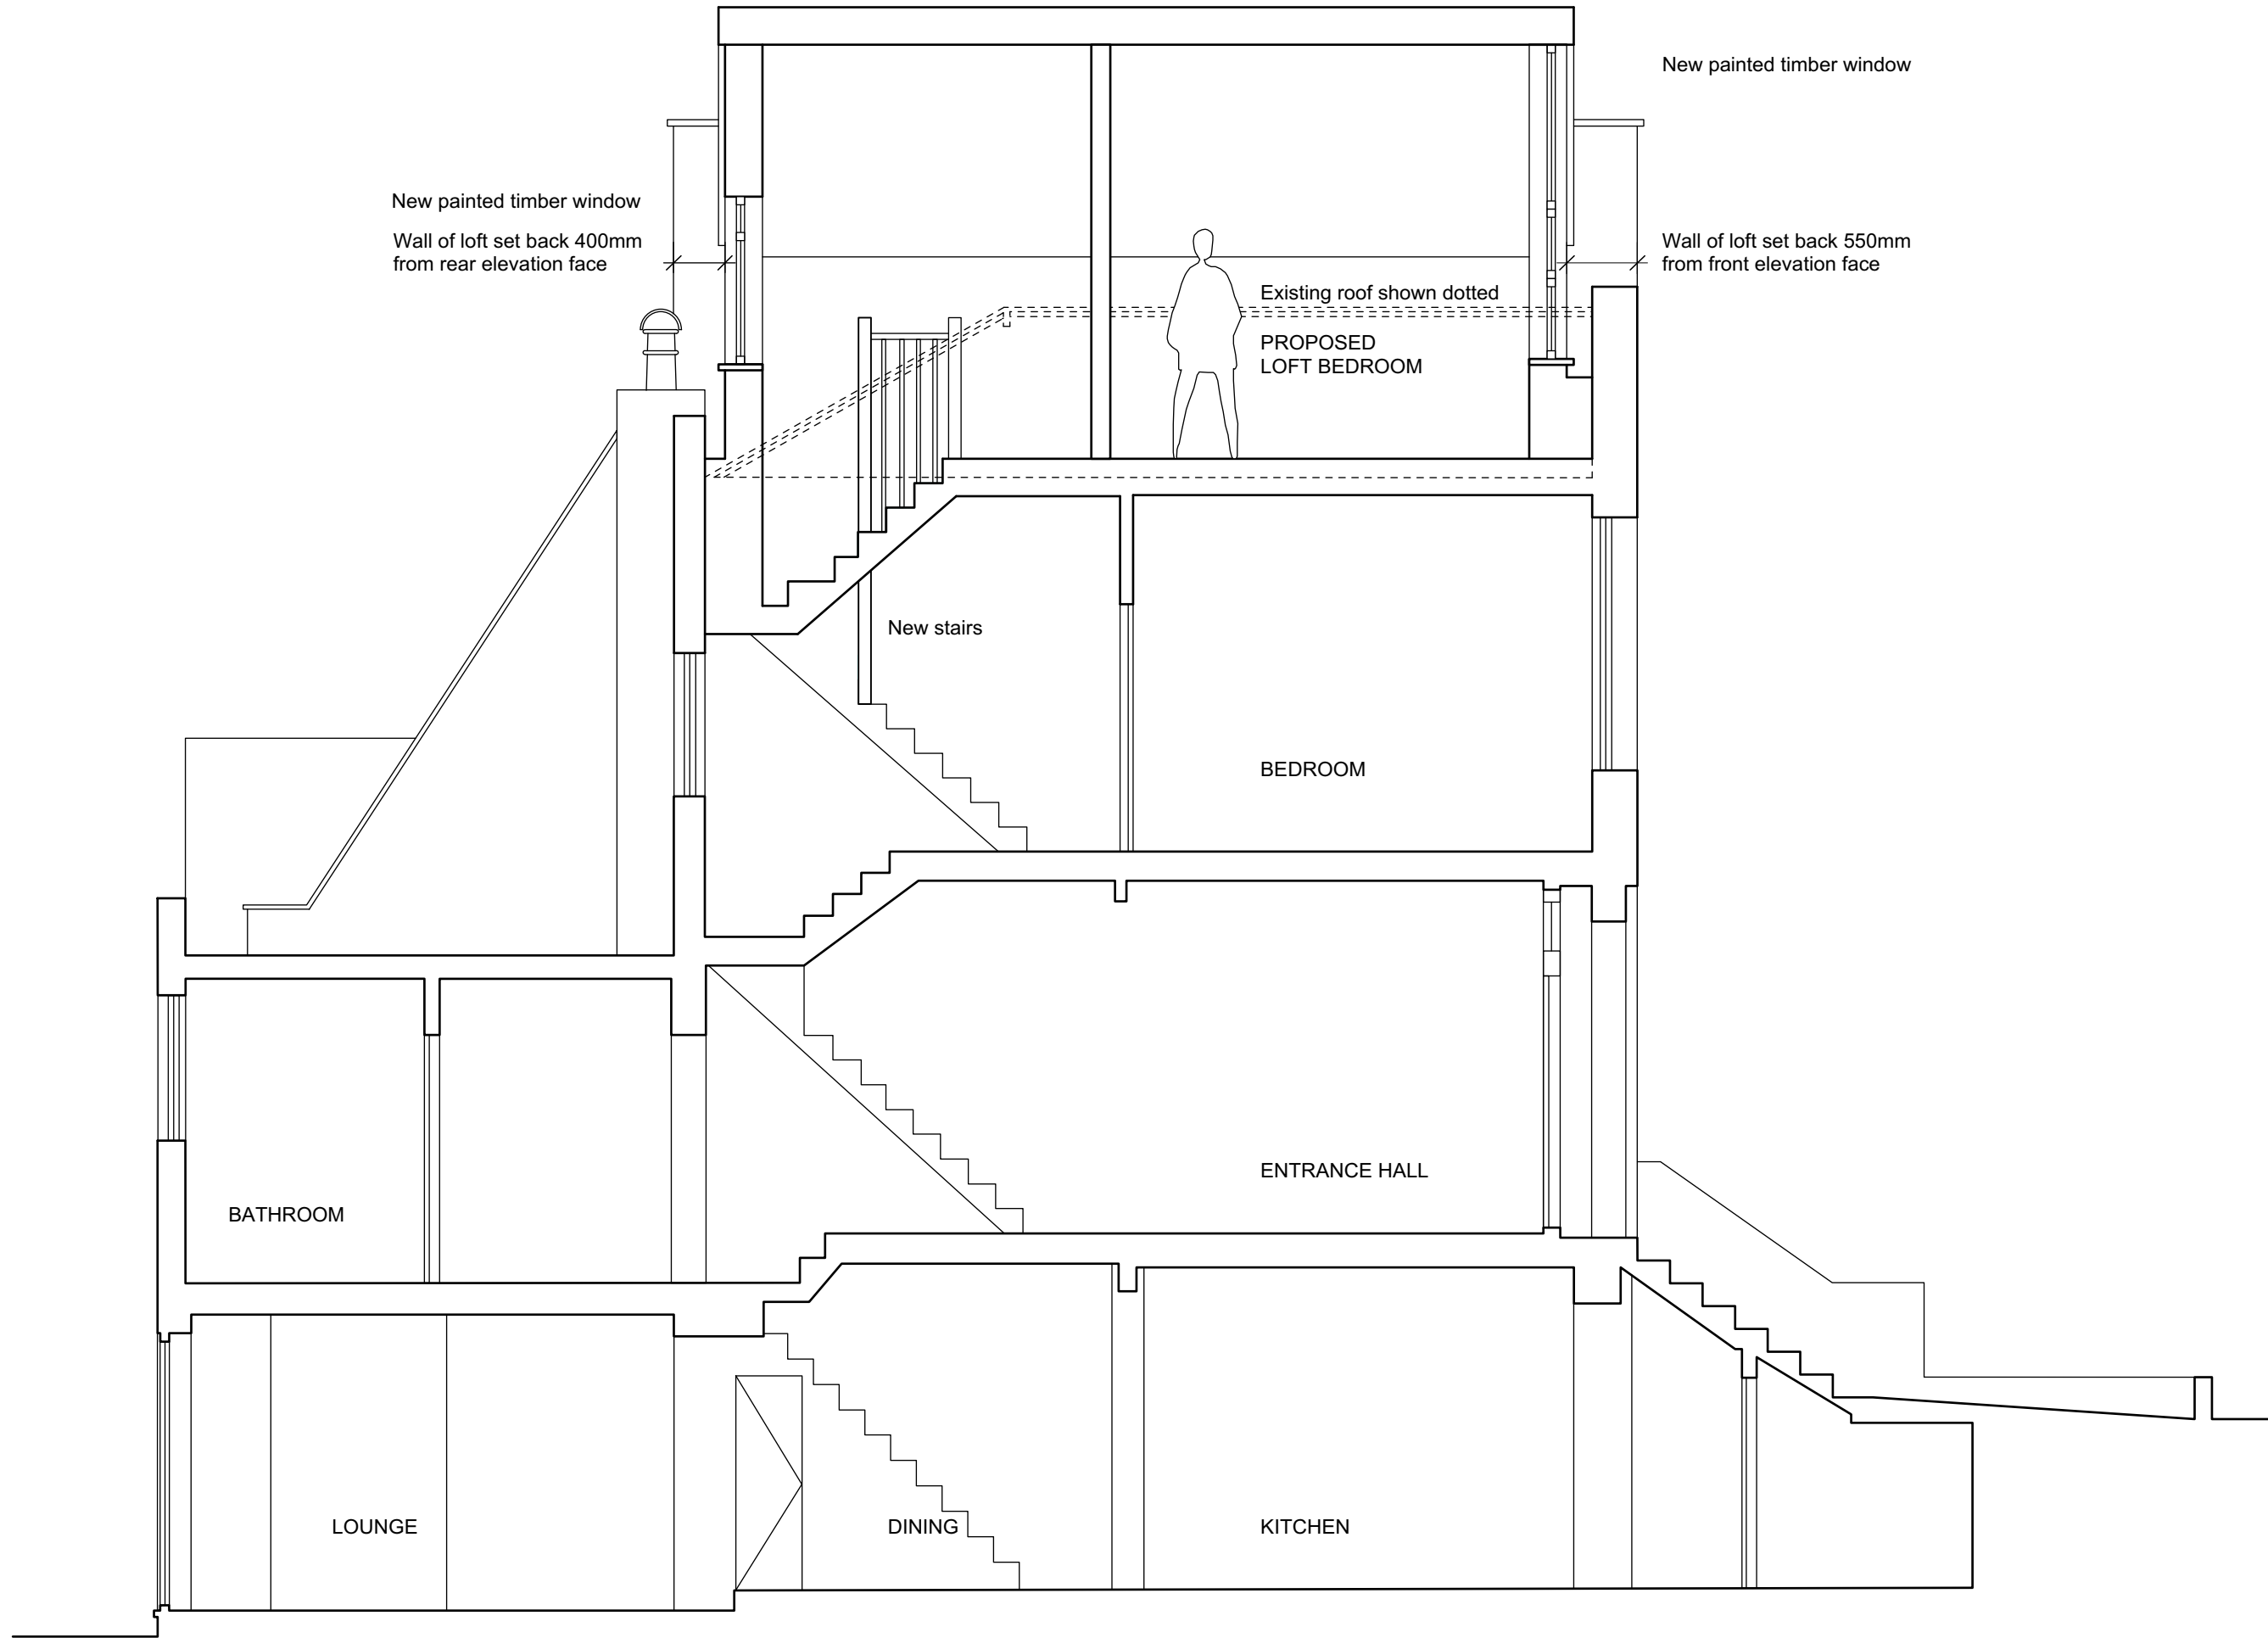 New painted timber window
New painted timber window
Wall of loft set back 400mm
from rear elevation face
Wall of loft set back 550mm
from front elevation face
Existing roof shown dotted
PROPOSED
LOFT BEDROOM
New stairs
BEDROOM
ENTRANCE HALL
BATHROOM
LOUNGE
DINING
KITCHEN